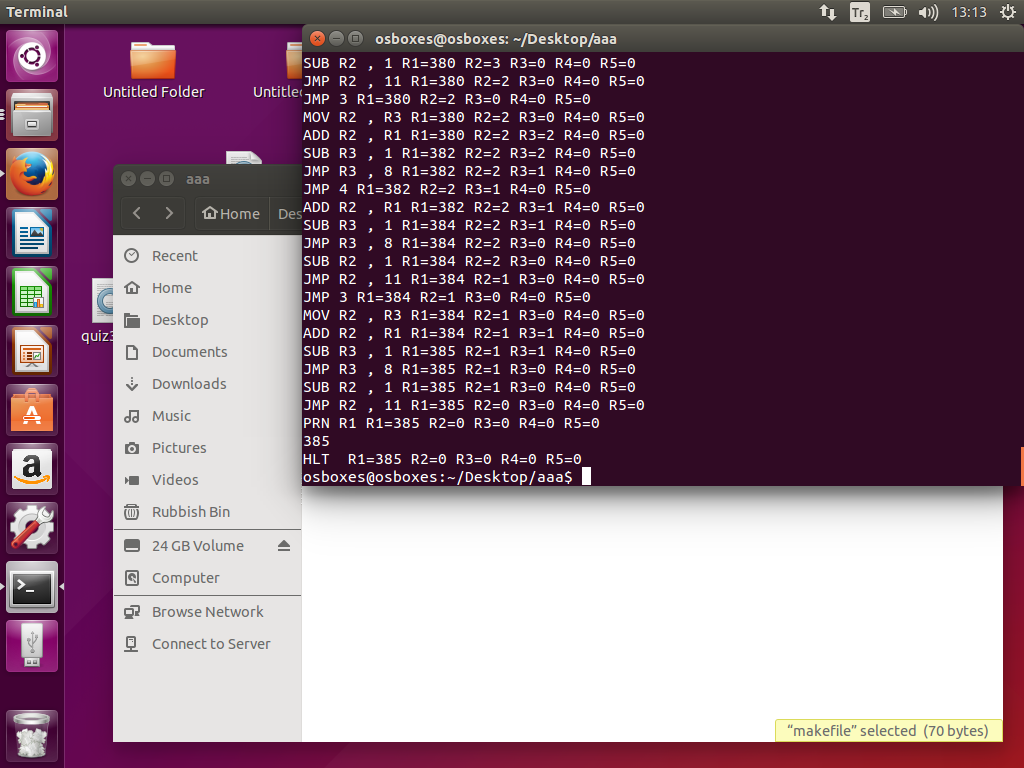 Terminal
Tr2
13:13
Untitled Folder
Untitle
osboxes@osboxes: ~/Desktop/aaa
SUB R2 , 1 R1=380 R2=3 R3=0 R4=0 R5=0
JMP R2 , 11 R1=380 R2=2 R3=0 R4=0 R5=0
JMP 3 R1=380 R2=2 R3=0 R4=0 R5=0
MOV R2 , R3 R1=380 R2=2 R3=0 R4=0 R5=0
ADD R2 , R1 R1=380 R2=2 R3=2 R4=0 R5=0
SUB R3 , 1 R1=382 R2=2 R3=2 R4=0 R5=0
JMP R3 , 8 R1=382 R2=2 R3=1 R4=0 R5=0
JMP 4 R1=382 R2=2 R3=1 R4=0 R5=0
ADD R2 , R1 R1=382 R2=2 R3=1 R4=0 R5=0
SUB R3 , 1 R1=384 R2=2 R3=1 R4=0 R5=0
JMP R3 , 8 R1=384 R2=2 R3=0 R4=0 R5=0
SUB R2 , 1 R1=384 R2=2 R3=0 R4=0 R5=0
JMP R2 , 11 R1=384 R2=1 R3=0 R4=0 R5=0
JMP 3 R1=384 R2=1 R3=0 R4=0 R5=0
MOV R2 , R3 R1=384 R2=1 R3=0 R4=0 R5=0
ADD R2 , R1 R1=384 R2=1 R3=1 R4=0 R5=0
SUB R3 , 1 R1=385 R2=1 R3=1 R4=0 R5=0
JMP R3 , 8 R1=385 R2=1 R3=0 R4=0 R5=0
SUB R2 , 1 R1=385 R2=1 R3=0 R4=0 R5=0
JMP R2 , 11 R1=385 R2=0 R3=0 R4=0 R5=0
PRN R1 R1=385 R2=0 R3=0 R4=0 R5=0
385
HLT  R1=385 R2=0 R3=0 R4=0 R5=0
osboxes@osboxes:~/Desktop/aaa$
aaa
Home
Des
Recent
Home
Desktop
Documents
Downloads
Music
Pictures
Videos
Rubbish Bin
24 GB Volume
Computer
Browse Network
Connect to Server
quiz3
“makefile” selected (70 bytes)